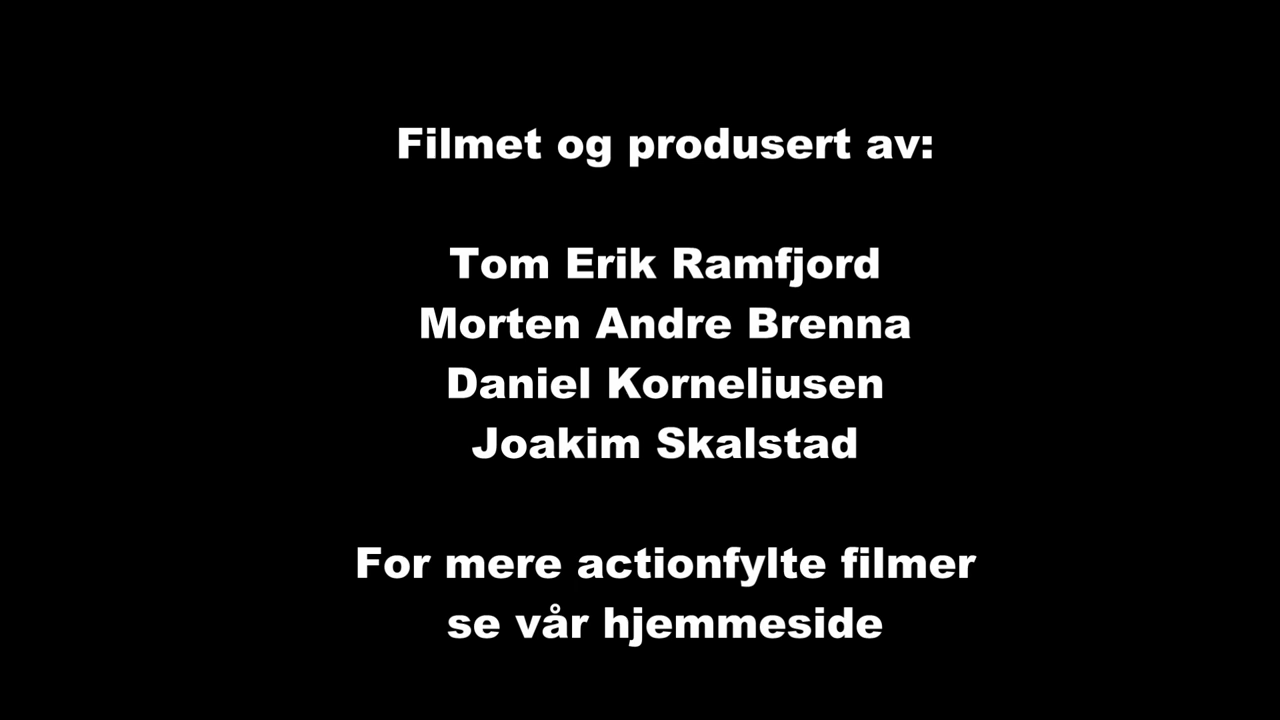 Filmet og produsert av:
Tom Erik Ramfjord
Morten Andre Brenna
Daniel Korneliusen
Joakim Skalstad
For mere actionfylte filmer
se vår hjemmeside